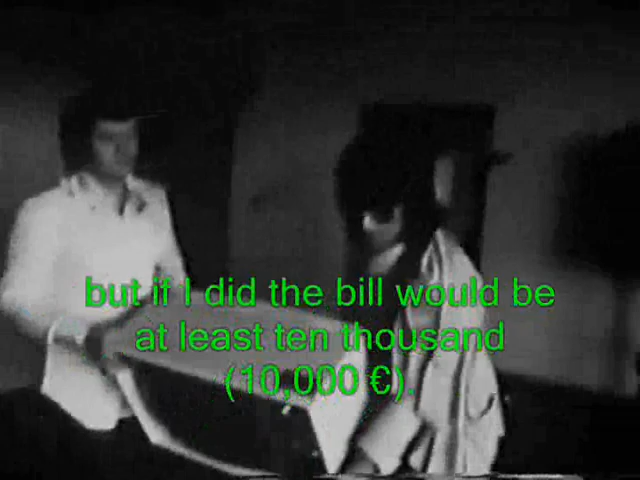 but if I did the bill would be
at least ten thousand
(10,000 €).